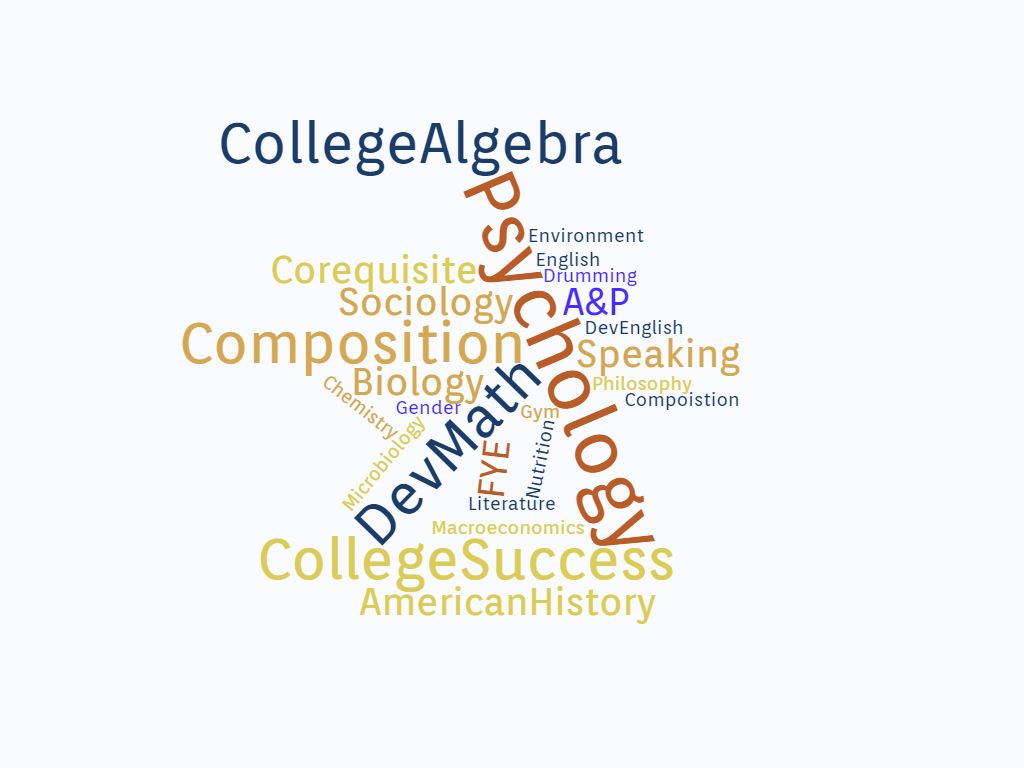 CollegeAlgebra
Psychology
Environment
English
Corequisite
Drumming
Sociology
A&P
DevEnglish
Composition
Speaking
Biology
Philosophy
Compoistion
Chemistry
Gender
DevMath
Gym
Microbiology
FYE
Nutrition
Literature
Macroeconomics
CollegeSuccess
AmericanHistory